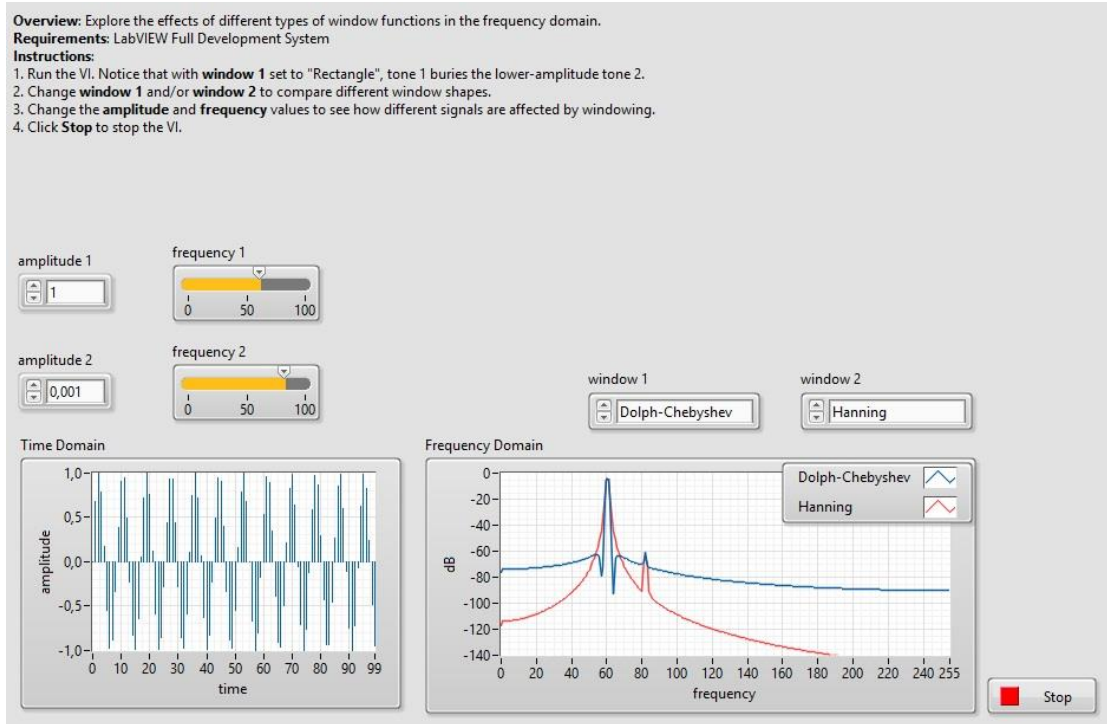 Overview: Explore the effects of different types of window functions in the frequency domain.
Requirements: LabVIEW Full Development System
Instructions:
1. Run the VI. Notice that with window 1 set to "Rectangle", tone 1 buries the lower-amplitude tone 2.
2. Change window 1 and/or window 2 to compare different window shapes.
3. Change the amplitude and frequency values to see how different signals are affected by windowing.
4. Click Stop to stop the VI.
amplitude 1
1
frequency 1
0 50 100
amplitude 2
0,001
frequency 2
0 50 100
window 1
Dolph-Chebyshev
window 2
Hanning
Time Domain
amplitude
1,0
0,5
0,0
-0,5
-1,0
0 10 20 30 40 50 60 70 80 99
time
Frequency Domain
dB
0
-20
-40
-60
-80
-100
-120
-140
0 20 40 60 80 100 120 140 160 180 200 220 240 255
frequency
Dolph-Chebyshev
Hanning
Stop